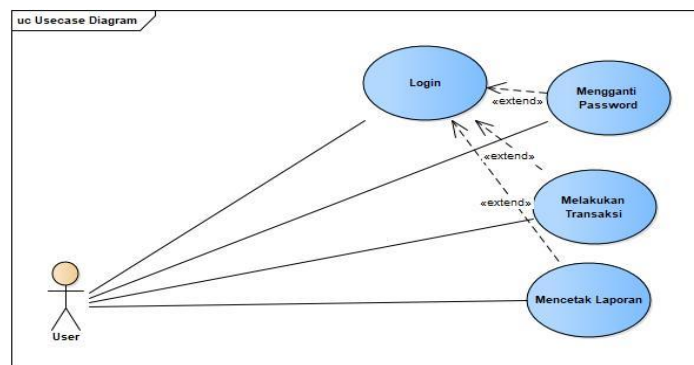 uc Usecase Diagram
Login
Mengganti
Password
«extend»
«extend»
Melakukan
Transaksi
«extend»
Mencetak Laporan
User